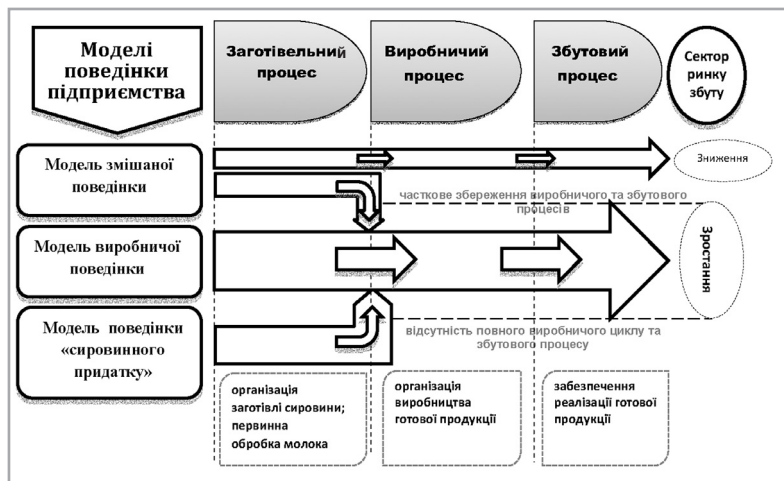 Моделі
поведінки
підприємства
Заготівельний
процес
Виробничий
процес
Збутовий
процес
Сектор
ринку
збуту
Модель змішаної
поведінки
Зниження
часткове збереження виробничого та збутового
процесів
Модель виробничої
поведінки
Зростання
Модель поведінки
«сировинного
придатку»
відсутність повного виробничого циклу та
збутового процесу
організація
заготівлі сировини;
первинна
обробка молока
організація
виробництва
готової продукції
забезпечення
реалізації готової
продукції